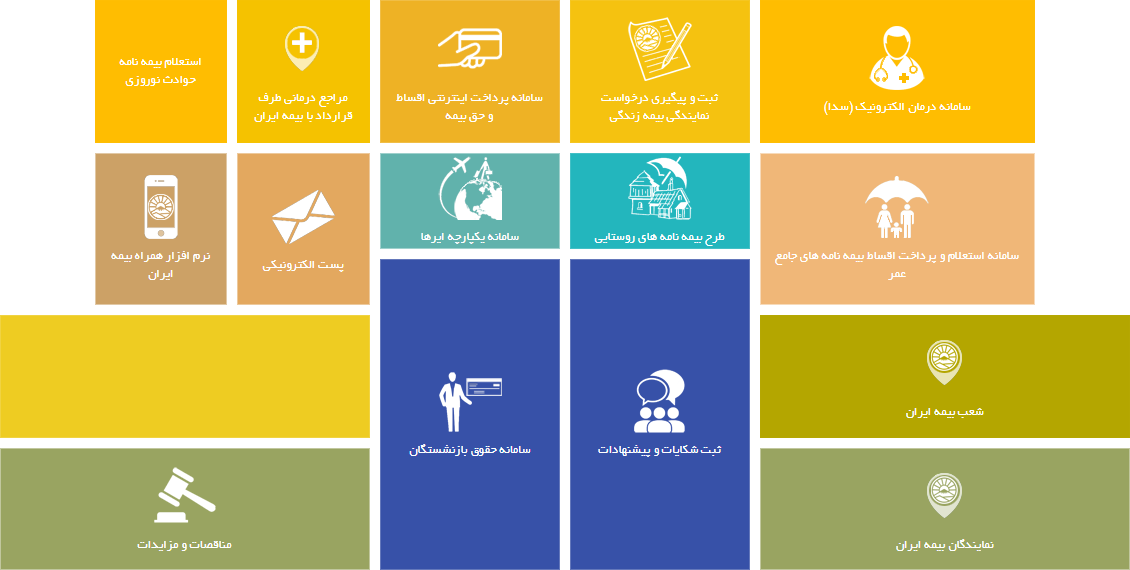 سامانه درمان الکترونیک (سدا)
ثبت و پیگیری درخواست
نمایندگی بیمه زندگی
سامانه پرداخت اینترنتی اقساط
و حق بیمه
مراجع درمانی طرف
قرارداد با بیمه ایران
استعلام بیمه نامه
حوادث نوروزی
سامانه استعلام و پرداخت اقساط بیمه نامه های جامع
عمر
طرح بیمه نامه های روستایی
سامانه یکپارچه ایرها
پست الکترونیکی
نرم افزار همراه بیمه
ایران
شعب بیمه ایران
ثبت شکایات و پیشنهادات
سامانه حقوق بازنشستگان
نمایندگان بیمه ایران
مناقصات و مزایدات